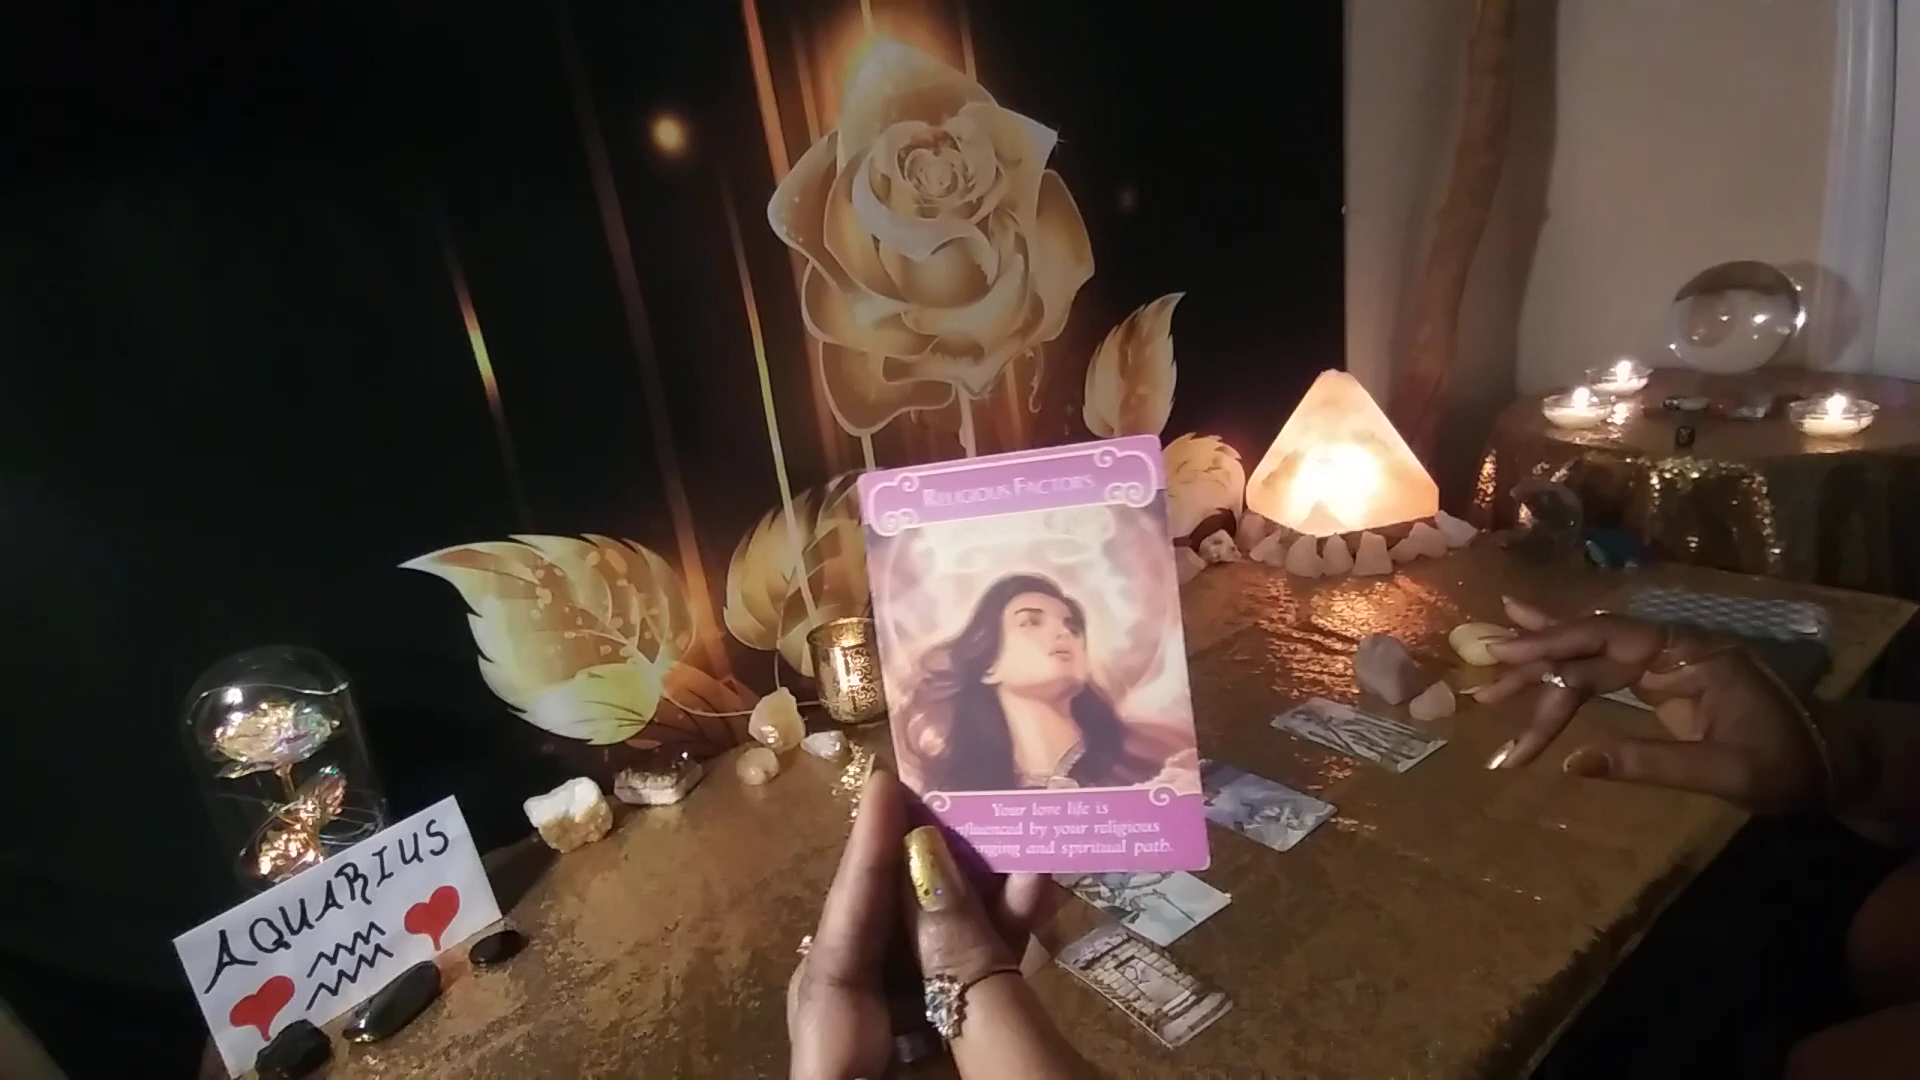 RELIGIOUS FACTORS
Your love life is
influenced by your religious
and spiritual path.
AQUARIUS